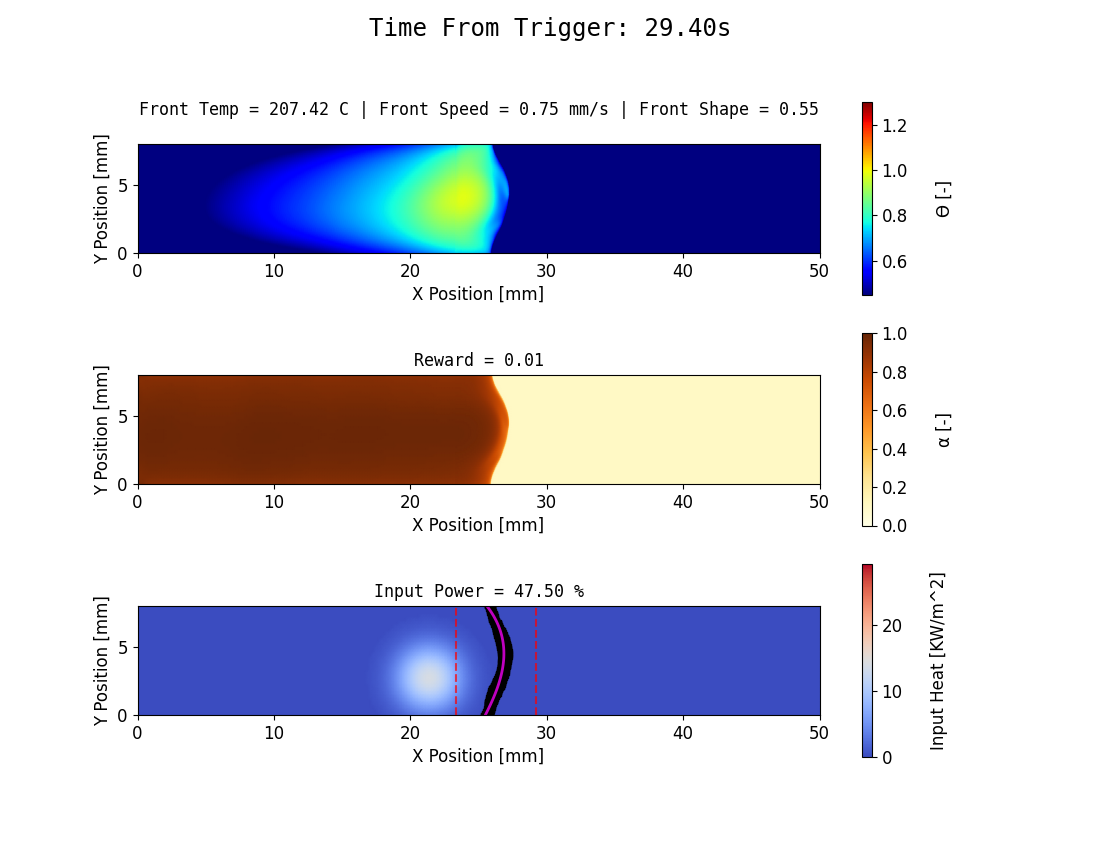 Time From Trigger: 29.40s
Front Temp = 207.42 C | Front Speed = 0.75 mm/s | Front Shape = 0.55
Y Position [mm]
5
0
0 10 20 30 40 50
X Position [mm]
1.2
1.0
0.8
0.6
Θ [-]
Reward = 0.01
Y Position [mm]
5
0
0 10 20 30 40 50
X Position [mm]
1.0
0.8
0.6
0.4
0.2
0.0
α [-]
Input Power = 47.50 %
Y Position [mm]
5
0
0 10 20 30 40 50
X Position [mm]
20
10
0
Input Heat [KW/m^2]